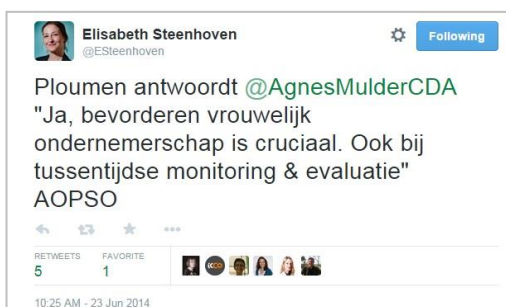 Elisabeth Steenhoven
@ESteenhoven
Following
Ploumen antwoordt @AgnesMulderCDA
"Ja, bevorderen vrouwelijk
ondernemerschap is cruciaal. Ook bij
tussentijdse monitoring & evaluatie"
AOPSO
RETWEETS
5
FAVORITE
1
10:25 AM - 23 Jun 2014